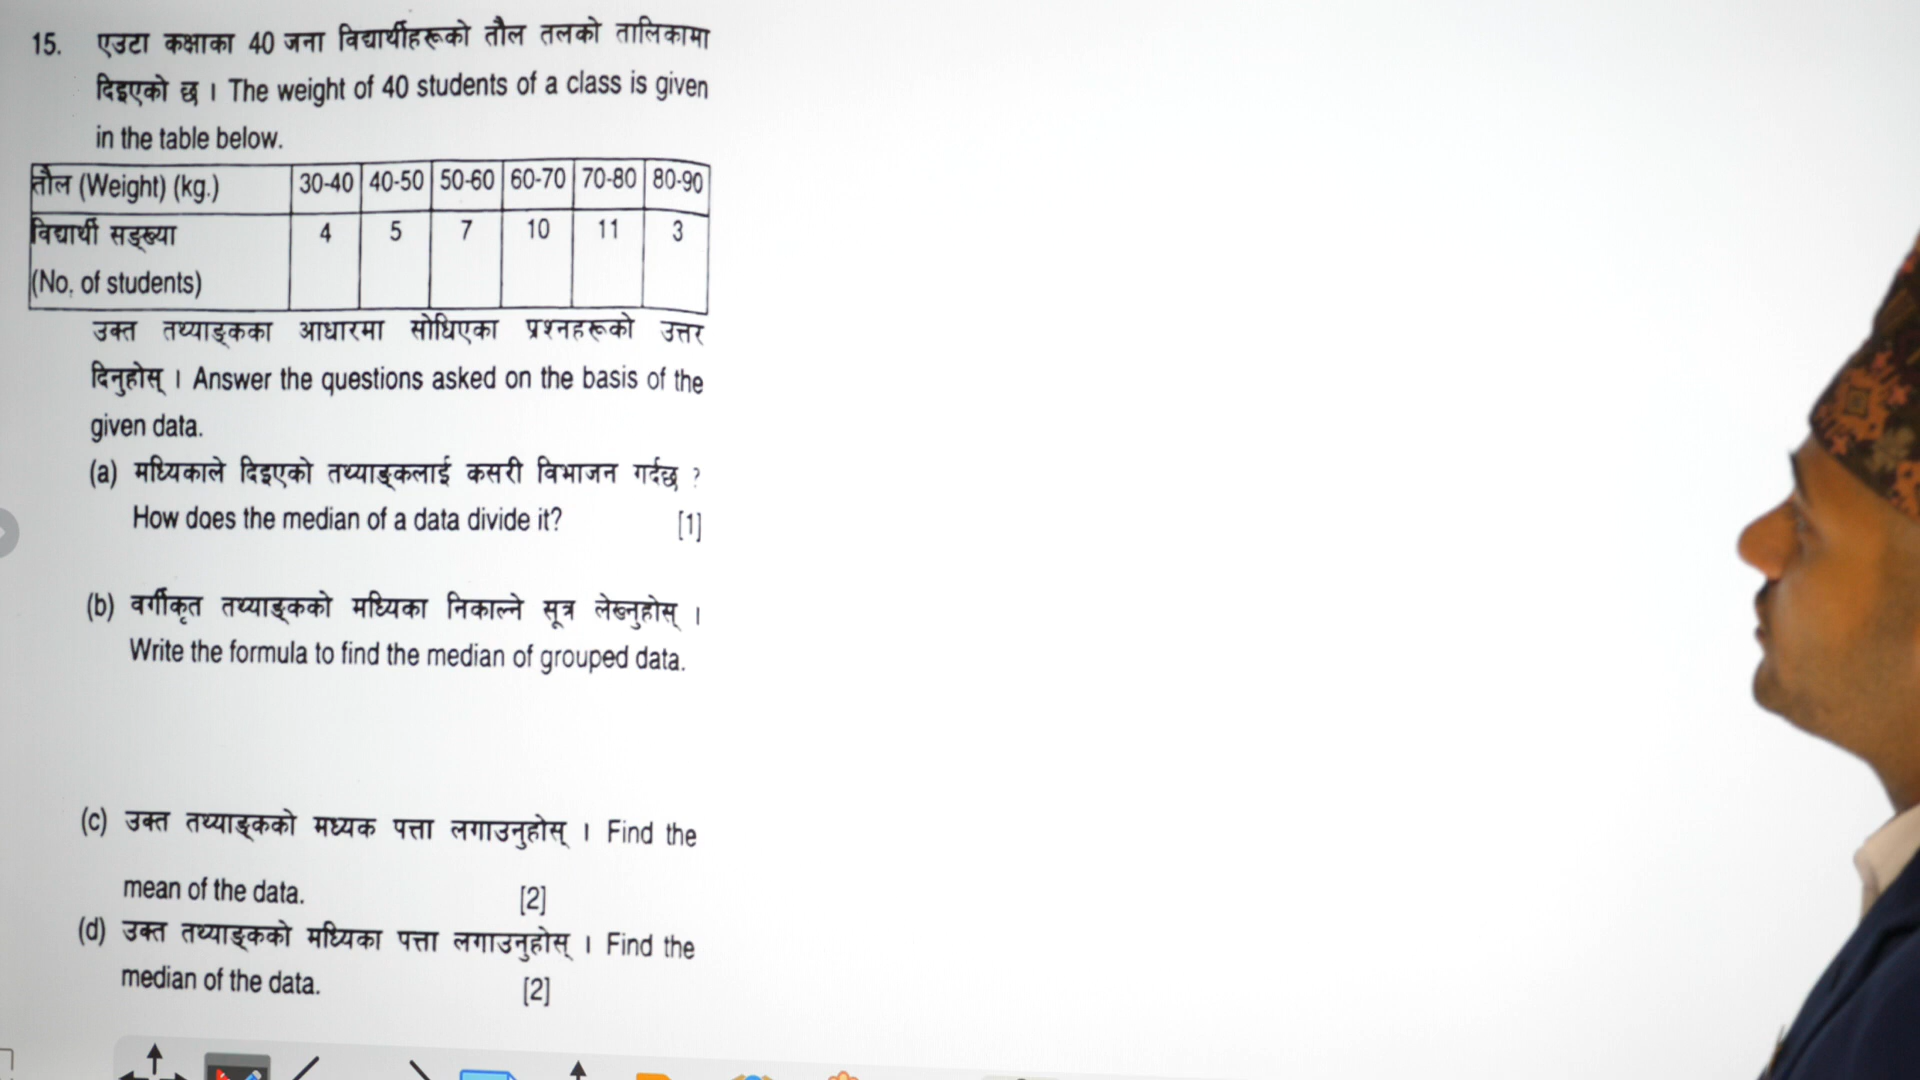 15. एउटा कक्षाका 40 जना विद्यार्थीहरूको तौल तलको तालिकामा
दिइएको छ । The weight of 40 students of a class is given
in the table below.
तौल (Weight) (kg.) 30-40 40-50 50-60 60-70 70-80 80-90
विद्यार्थी सङ्ख्या 4 5 7 10 11 3
(No. of students)
उक्त तथ्याङ्कका आधारमा सोधिएका प्रश्नहरूको उत्तर
दिनुहोस् । Answer the questions asked on the basis of the
given data.
(a) मध्यिकाले दिइएको तथ्याङ्कलाई कसरी विभाजन गर्दछ ?
How does the median of a data divide it? [1]
(b) वर्गीकृत तथ्याङ्कको मध्यिका निकाल्ने सूत्र लेख्नुहोस् ।
Write the formula to find the median of grouped data.
(c) उक्त तथ्याङ्कको मध्यक पत्ता लगाउनुहोस् । Find the
mean of the data. [2]
(d) उक्त तथ्याङ्कको मध्यिका पत्ता लगाउनुहोस् । Find the
median of the data. [2]